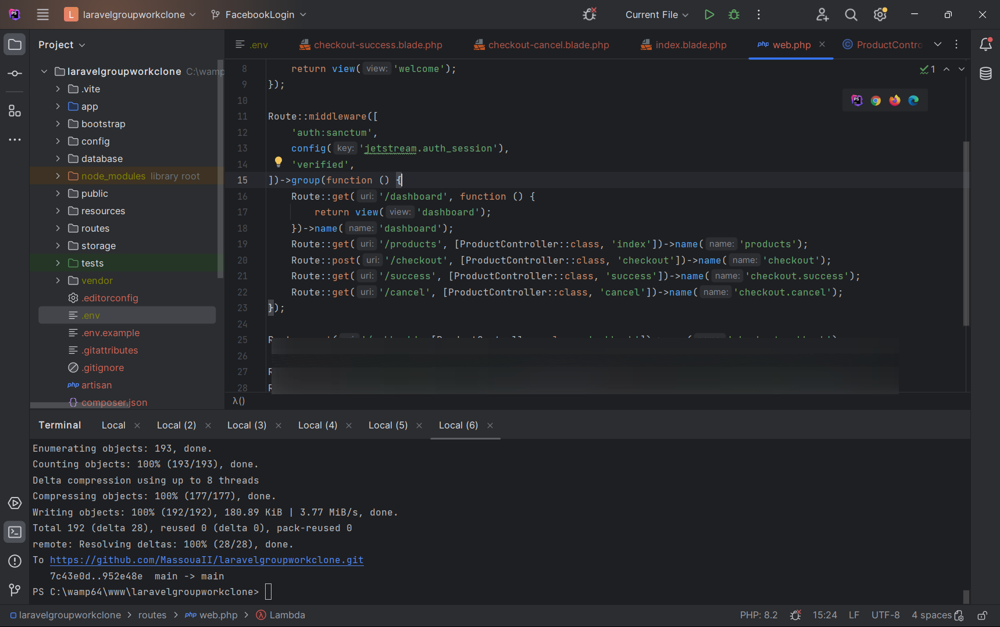 PS
L laravelgroupworkclone FacebookLogin Current File
Project
.env checkout-success.blade.php checkout-cancel.blade.php index.blade.php php web.php C ProductContro
laravelgroupworkclone C:\wamp
.vite
app
bootstrap
config
database
node_modules library root
public
resources
routes
storage
tests
vendor
.editorconfig
.env
.env.example
.gitattributes
.gitignore
php artisan
{} composer.json
1
PS
8 return view( view: 'welcome');
9 });
10
11 Route::middleware([
12 'auth:sanctum',
13 config( key: 'jetstream.auth_session'),
14 'verified',
15 ])->group(function () {
16 Route::get( uri: '/dashboard', function () {
17 return view( view: 'dashboard');
18 })->name( name: 'dashboard');
19 Route::get( uri: '/products', [ProductController::class, 'index'])->name( name: 'products');
20 Route::post( uri: '/checkout', [ProductController::class, 'checkout'])->name( name: 'checkout');
21 Route::get( uri: '/success', [ProductController::class, 'success'])->name( name: 'checkout.success');
22 Route::get( uri: '/cancel', [ProductController::class, 'cancel'])->name( name: 'checkout.cancel');
23 });
24
25
26
27
28
λ()
Terminal Local Local (2) Local (3) Local (4) Local (5) Local (6)
Enumerating objects: 193, done.
Counting objects: 100% (193/193), done.
Delta compression using up to 8 threads
Compressing objects: 100% (177/177), done.
Writing objects: 100% (192/192), 180.89 KiB | 3.77 MiB/s, done.
Total 192 (delta 28), reused 0 (delta 0), pack-reused 0
remote: Resolving deltas: 100% (28/28), done.
To https://github.com/MassouaII/laravelgroupworkclone.git
7c43e0d..952e48e main -> main
PS C:\wamp64\www\laravelgroupworkclone>
laravelgroupworkclone > routes > php web.php > λ Lambda
PHP: 8.2 15:24 LF UTF-8 4 spaces